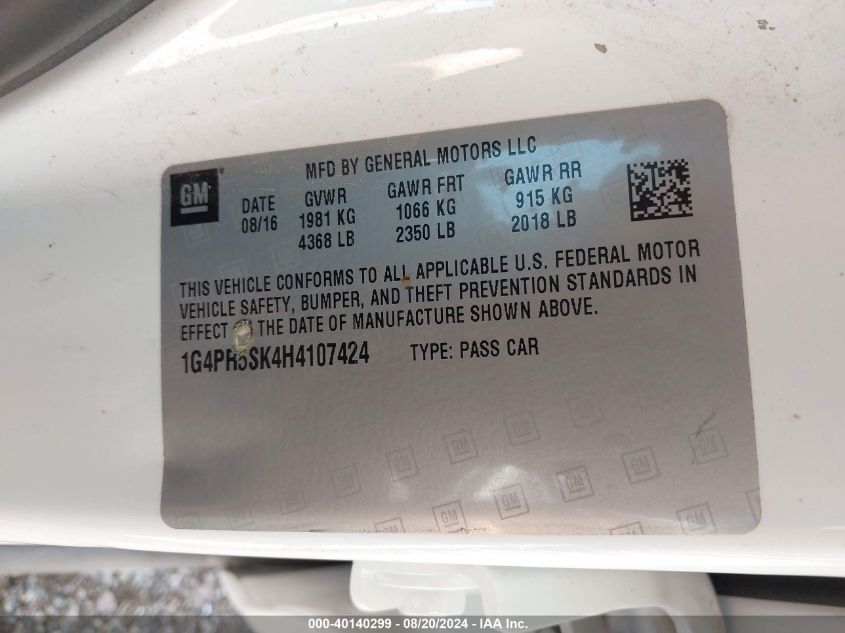 MFD BY GENERAL MOTORS LLC
GM ®
DATE GVWR GAWR FRT GAWR RR
08/16 1981 KG 1066 KG 915 KG
4368 LB 2350 LB 2018 LB
THIS VEHICLE CONFORMS TO ALL APPLICABLE U.S. FEDERAL MOTOR
VEHICLE SAFETY, BUMPER, AND THEFT PREVENTION STANDARDS IN
EFFECT THE DATE OF MANUFACTURE SHOWN ABOVE.
1G4PR5SK4H4107424 TYPE: PASS CAR
000-40140299 - 08/20/2024 - IAA Inc.